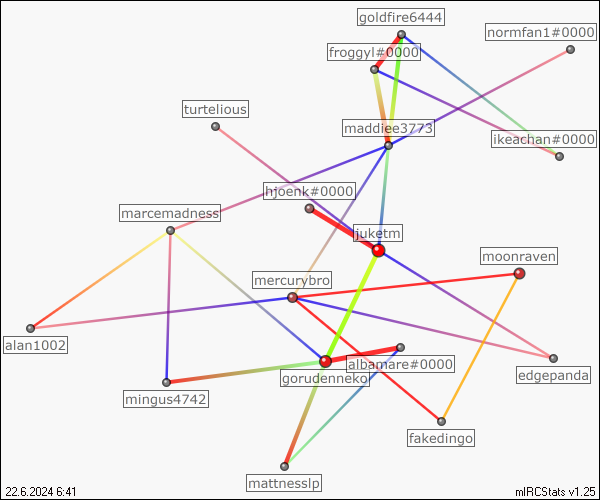 goldfire6444
normfan1#0000
froggyl#0000
turtelious
maddiee3773
ikeachan#0000
hjoenk#0000
marcemadness
juketm
moonraven
mercurybro
alan1002
albamare#0000
edgepanda
gorudenneko
mingus4742
fakedingo
mattnesslp
22.6.2024 6:41
mIRCStats v1.25